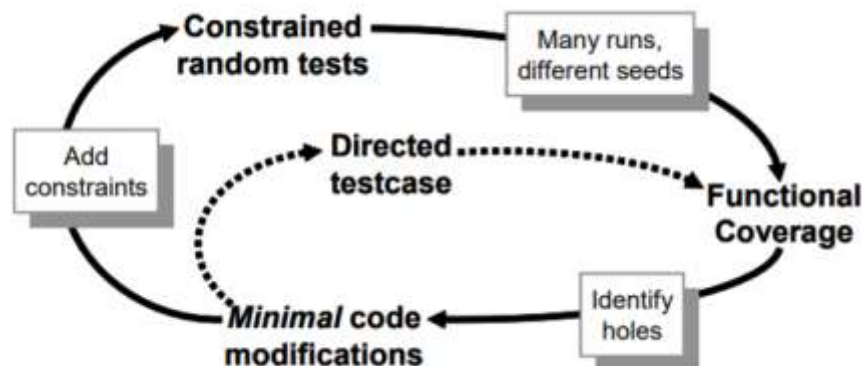 Constrained
random tests
Many runs,
different seeds
Add
constraints
Directed
testcase
Functional
Coverage
Identify
holes
Minimal code
modifications